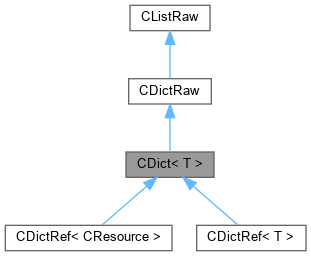 CListRaw
CDictRaw
CDict< T >
CDictRef< CResource >
CDictRef< T >